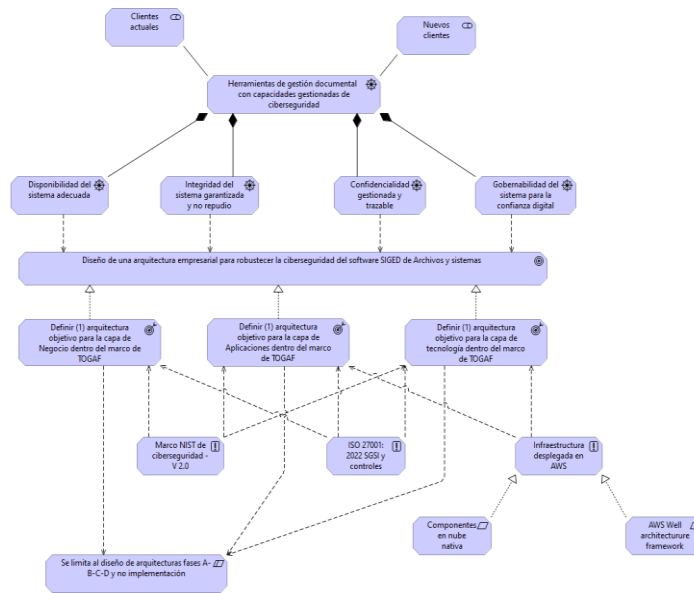 Clientes
actuales
Nuevos
clientes
Herramientas de gestión documental
con capacidades gestionadas de
ciberseguridad
Disponibilidad del
sistema adecuada
Integridad del
sistema garantizada
y no repudio
Confidencialidad
gestionada y
trazable
Gobernabilidad del
sistema para la
confianza digital
Diseño de una arquitectura empresarial para robustecer la ciberseguridad del software SIGED de Archivos y sistemas
Definir (1) arquitectura
objetivo para la capa de
Negocio dentro del marco de
TOGAF
Definir (1) arquitectura
objetivo para la capa de
Aplicaciones dentro del marco
de TOGAF
Definir (1) arquitectura
objetivo para la capa de
tecnología dentro del marco
de TOGAF
Marco NIST de
ciberseguridad -
V 2.0
ISO 27001:
2022 SGSI y
controles
Infraestructura
desplegada en
AWS
Componentes
en nube
nativa
AWS Well
architecturure
framework
Se limita al diseño de arquitecturas fases A-
B-C-D y no implementación